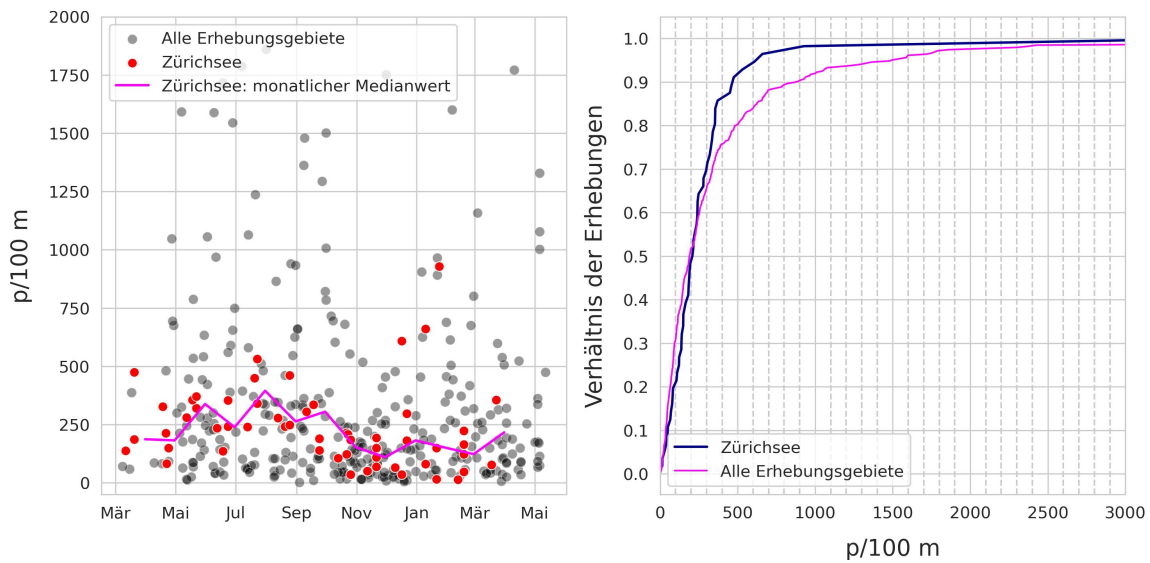 2000
1750
1500
1250
1000
750
500
250
0
p/100 m
Alle Erhebungsgebiete
Zürichsee
Zürichsee: monatlicher Medianwert
Mär Mai Jul Sep Nov Jan Mär Mai
1.0
0.9
0.8
0.7
0.6
0.5
0.4
0.3
0.2
0.1
0.0
Verhältnis der Erhebungen
Zürichsee
Alle Erhebungsgebiete
0 500 1000 1500 2000 2500 3000
p/100 m